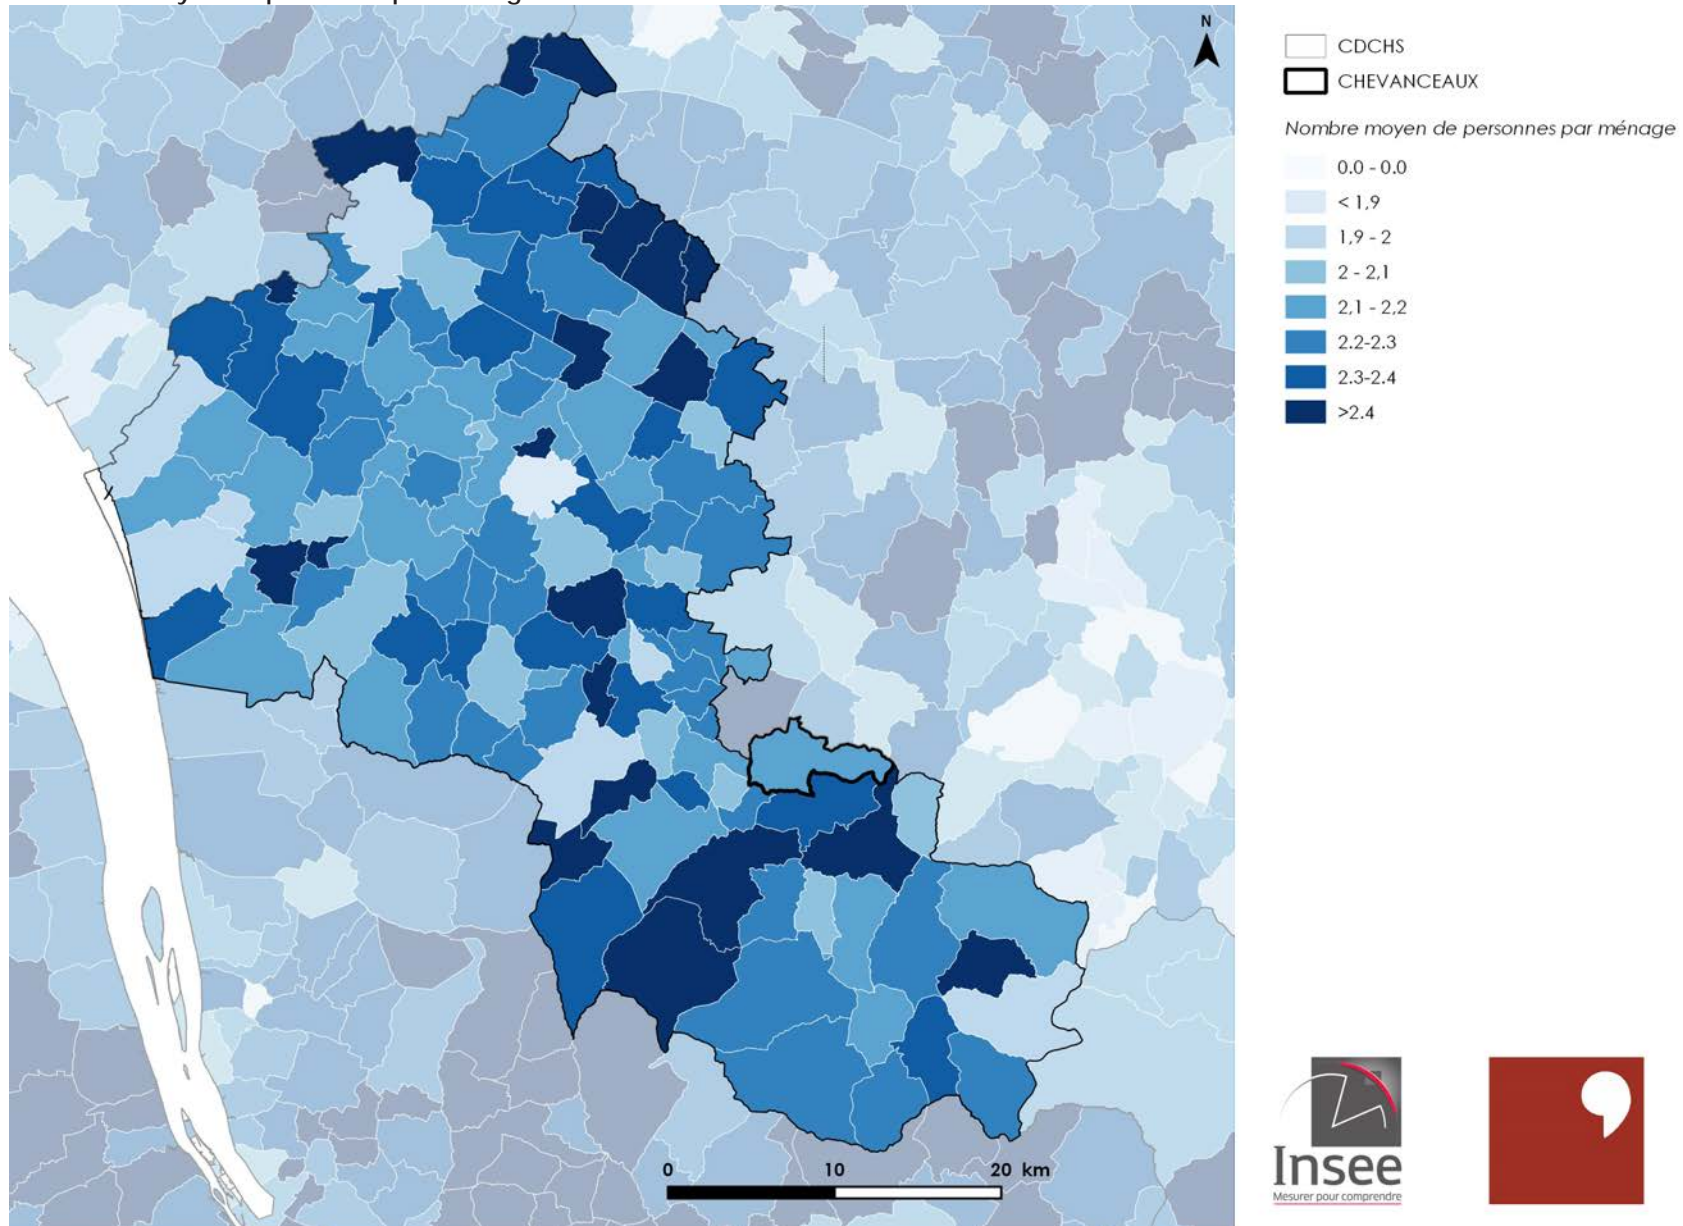 N
CDCHS
CHEVANCEAUX
Nombre moyen de personnes par ménage
0.0 - 0.0
< 1,9
1,9 - 2
2 - 2,1
2,1 - 2,2
2.2-2.3
2.3-2.4
>2.4
0 10 20 km
Insee
Mesurer pour comprendre